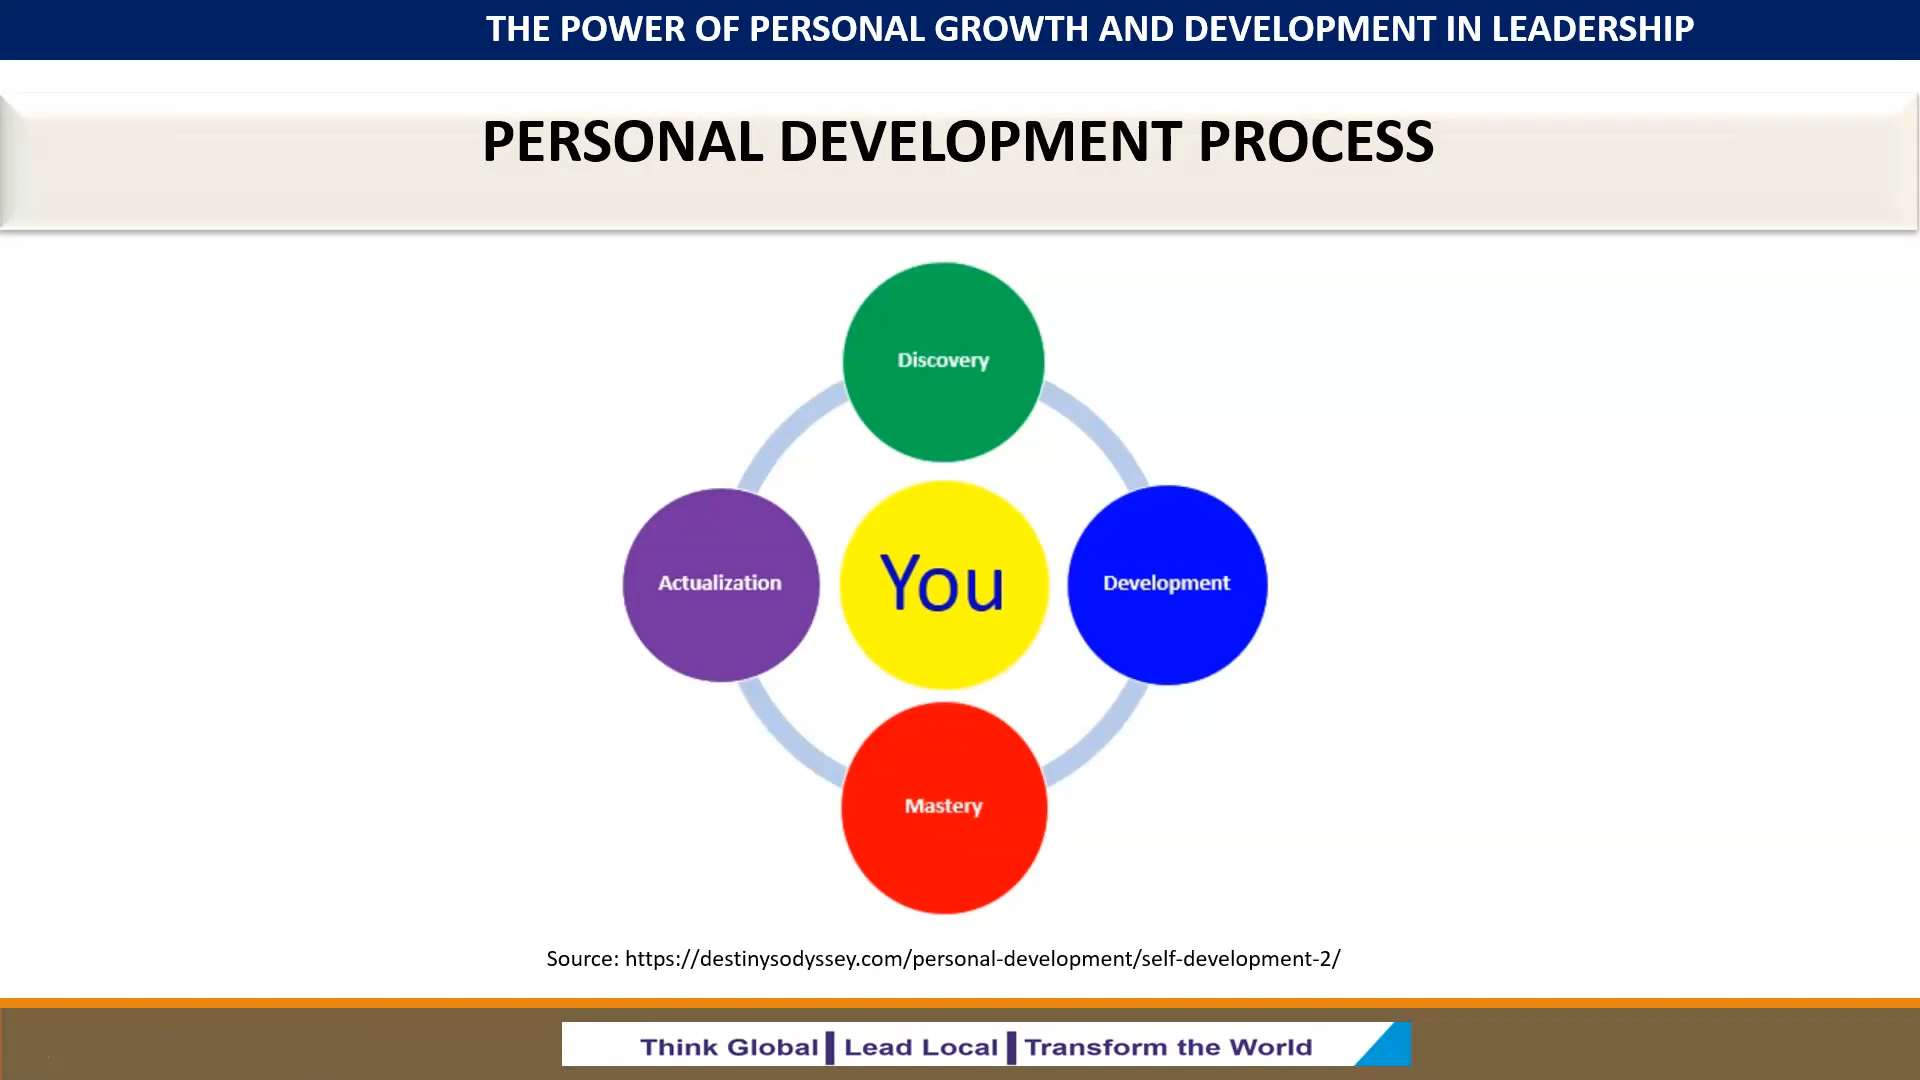 THE POWER OF PERSONAL GROWTH AND DEVELOPMENT IN LEADERSHIP
PERSONAL DEVELOPMENT PROCESS
Discovery
Actualization
You
Development
Mastery
Source: https://destinysodyssey.com/personal-development/self-development-2/
Think Global | Lead Local | Transform the World